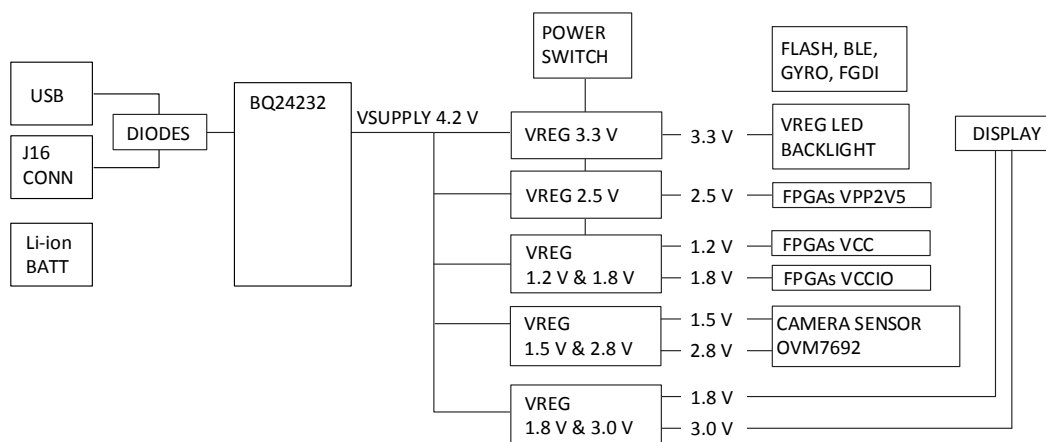 POWER
SWITCH
FLASH, BLE,
GYRO, FGDI
USB
BQ24232
DIODES
VSUPPLY 4.2 V
VREG 3.3 V
3.3 V
VREG LED
BACKLIGHT
DISPLAY
J16
CONN
VREG 2.5 V
2.5 V
FPGAs VPP2V5
Li-ion
BATT
VREG
1.2 V & 1.8 V
1.2 V
FPGAs VCC
1.8 V
FPGAs VCCIO
VREG
1.5 V & 2.8 V
1.5 V
2.8 V
CAMERA SENSOR
OVM7692
VREG
1.8 V & 3.0 V
1.8 V
3.0 V